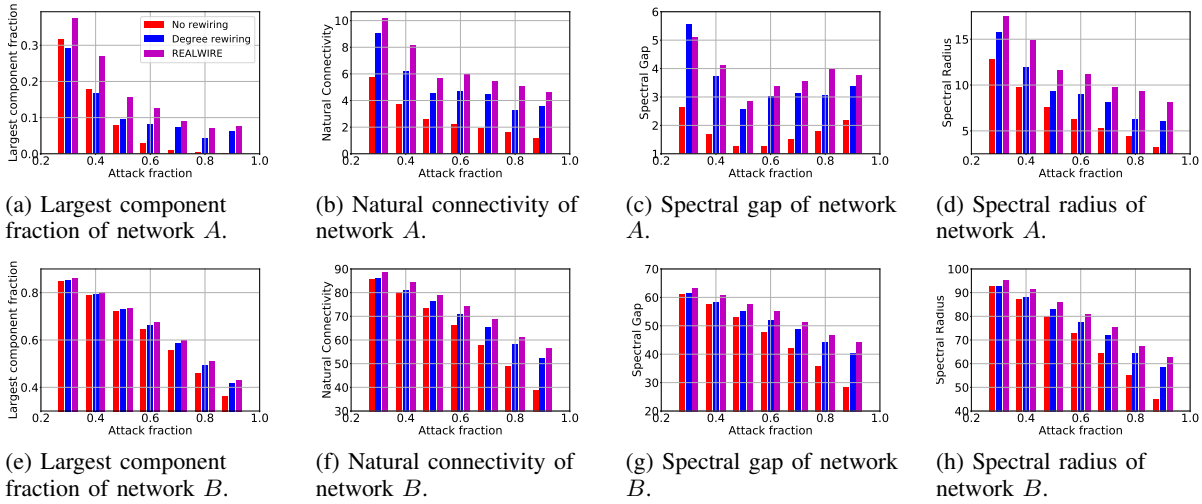 No rewiring
Degree rewiring
REALWIRE
Largest component fraction
0.3
0.2
0.1
0.0
0.2 0.4 0.6 0.8 1.0
Attack fraction
(a) Largest component
fraction of network A.
Natural Connectivity
10
8
6
4
2
0
0.2 0.4 0.6 0.8 1.0
Attack fraction
(b) Natural connectivity of
network A.
Spectral Gap
6
5
4
3
2
1
0.2 0.4 0.6 0.8 1.0
Attack fraction
(c) Spectral gap of network
A.
Spectral Radius
15
10
5
0.2 0.4 0.6 0.8 1.0
Attack fraction
(d) Spectral radius of
network A.
Largest component fraction
0.8
0.6
0.4
0.2 0.4 0.6 0.8 1.0
Attack fraction
(e) Largest component
fraction of network B.
Natural Connectivity
90
80
70
60
50
40
30
0.2 0.4 0.6 0.8 1.0
Attack fraction
(f) Natural connectivity of
network B.
Spectral Gap
70
60
50
40
30
20
0.2 0.4 0.6 0.8 1.0
Attack fraction
(g) Spectral gap of network
B.
Spectral Radius
100
90
80
70
60
50
40
0.2 0.4 0.6 0.8 1.0
Attack fraction
(h) Spectral radius of
network B.